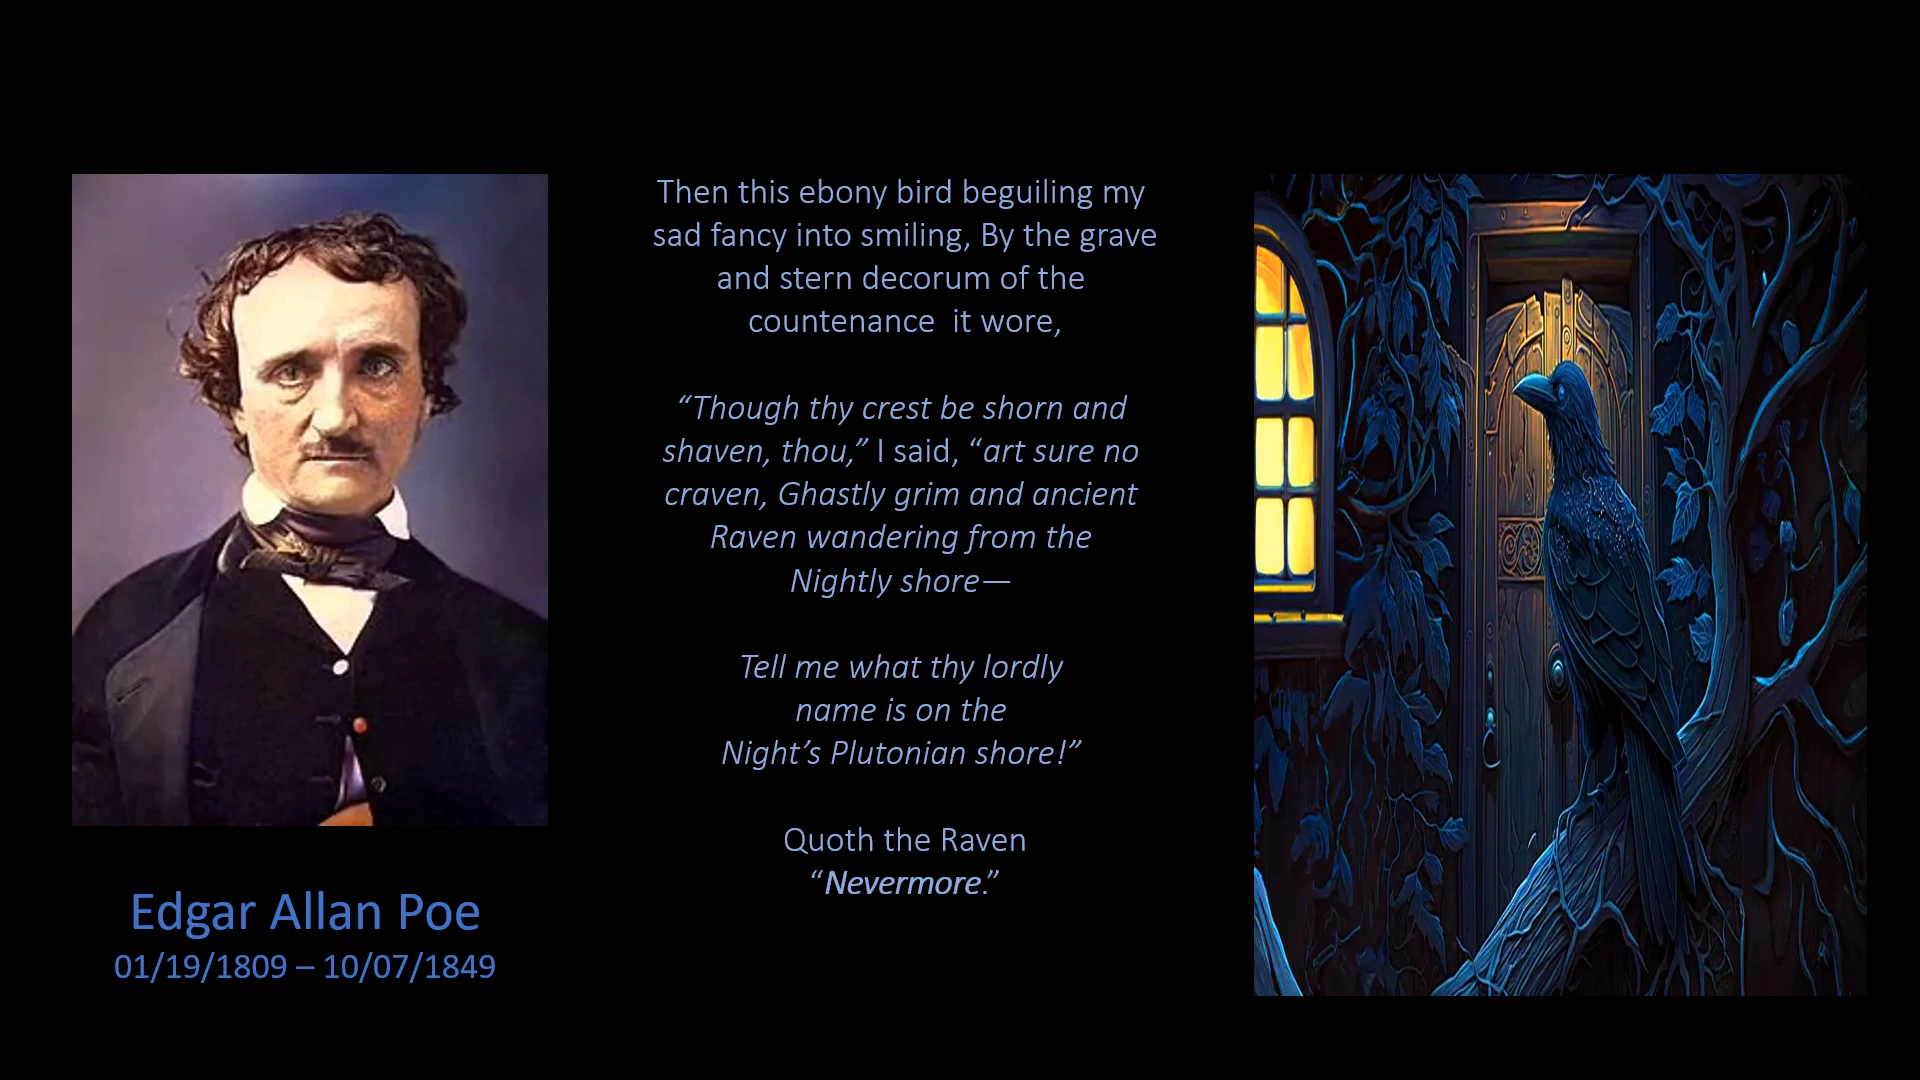 Then this ebony bird beguiling my
sad fancy into smiling, By the grave
and stern decorum of the
countenance  it wore,
“Though thy crest be shorn and
shaven, thou,” I said, “art sure no
craven, Ghastly grim and ancient
Raven wandering from the
Nightly shore—
Tell me what thy lordly
name is on the
Night’s Plutonian shore!”
Quoth the Raven
“Nevermore.”
Edgar Allan Poe
01/19/1809 – 10/07/1849